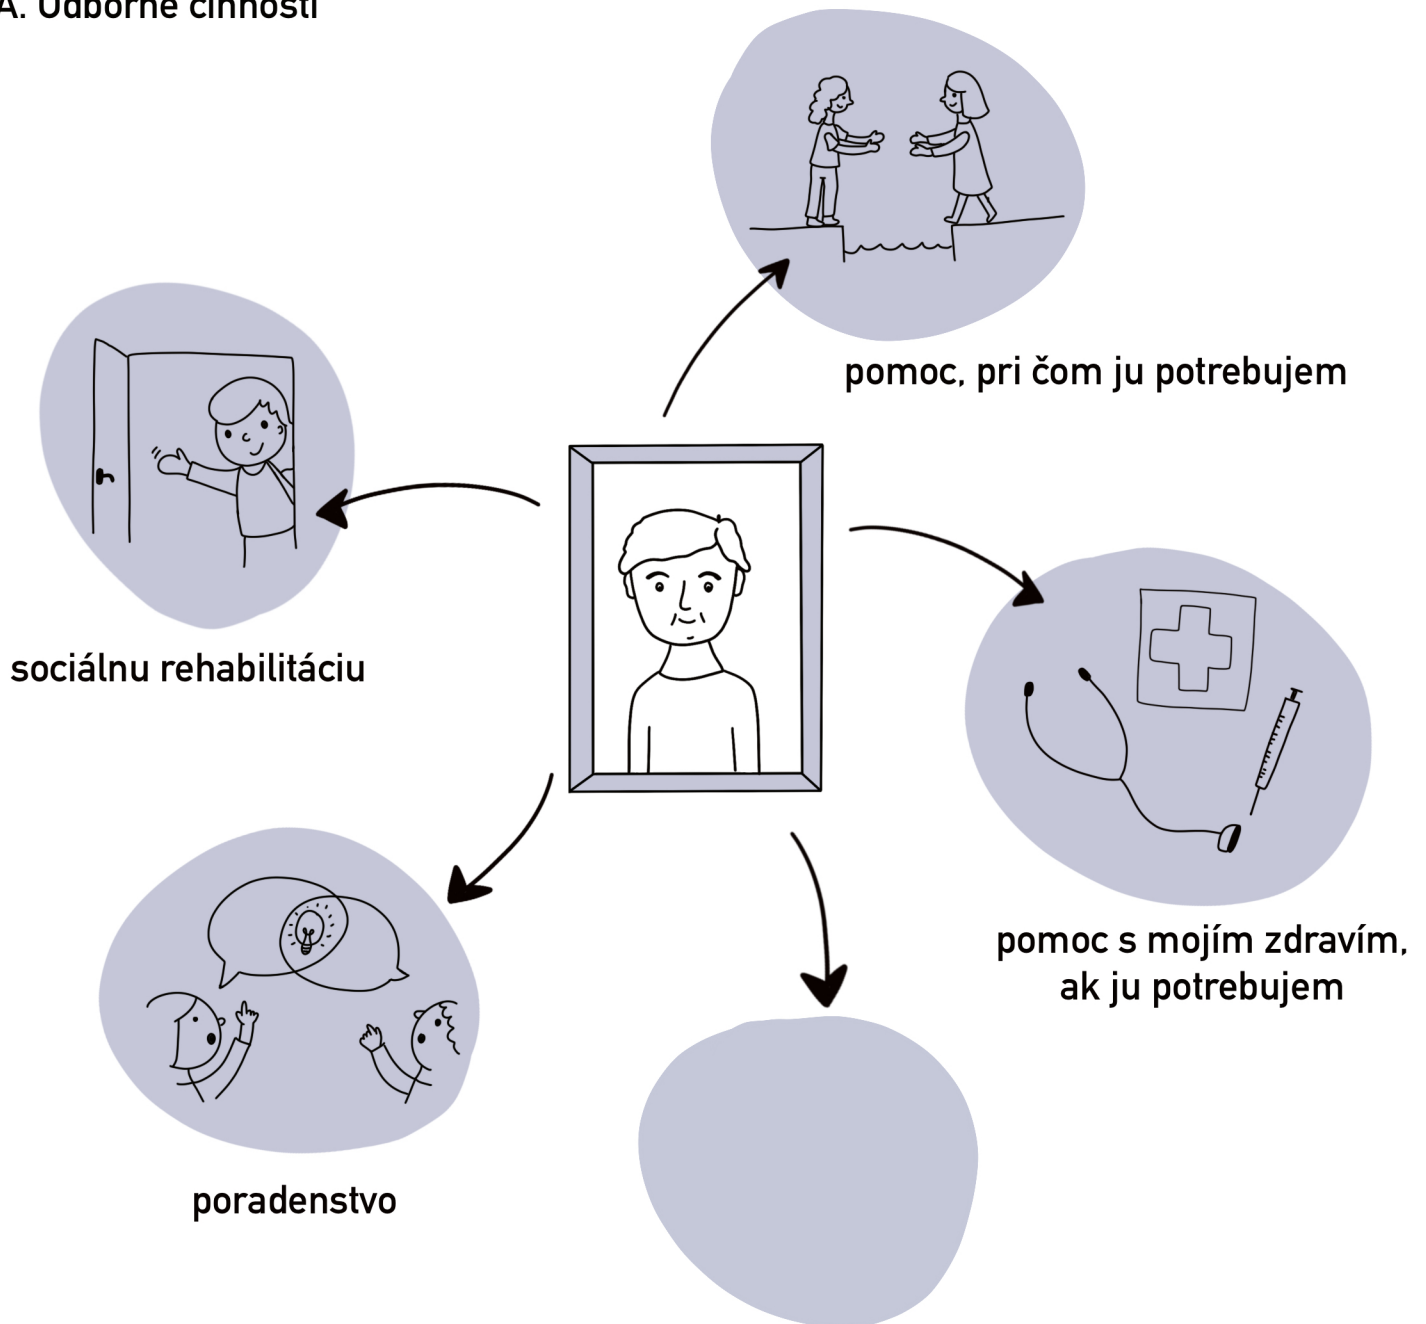 A. Odborné činnosti
pomoc, pri čom ju potrebujem
sociálnu rehabilitáciu
pomoc s mojím zdravím,
ak ju potrebujem
poradenstvo